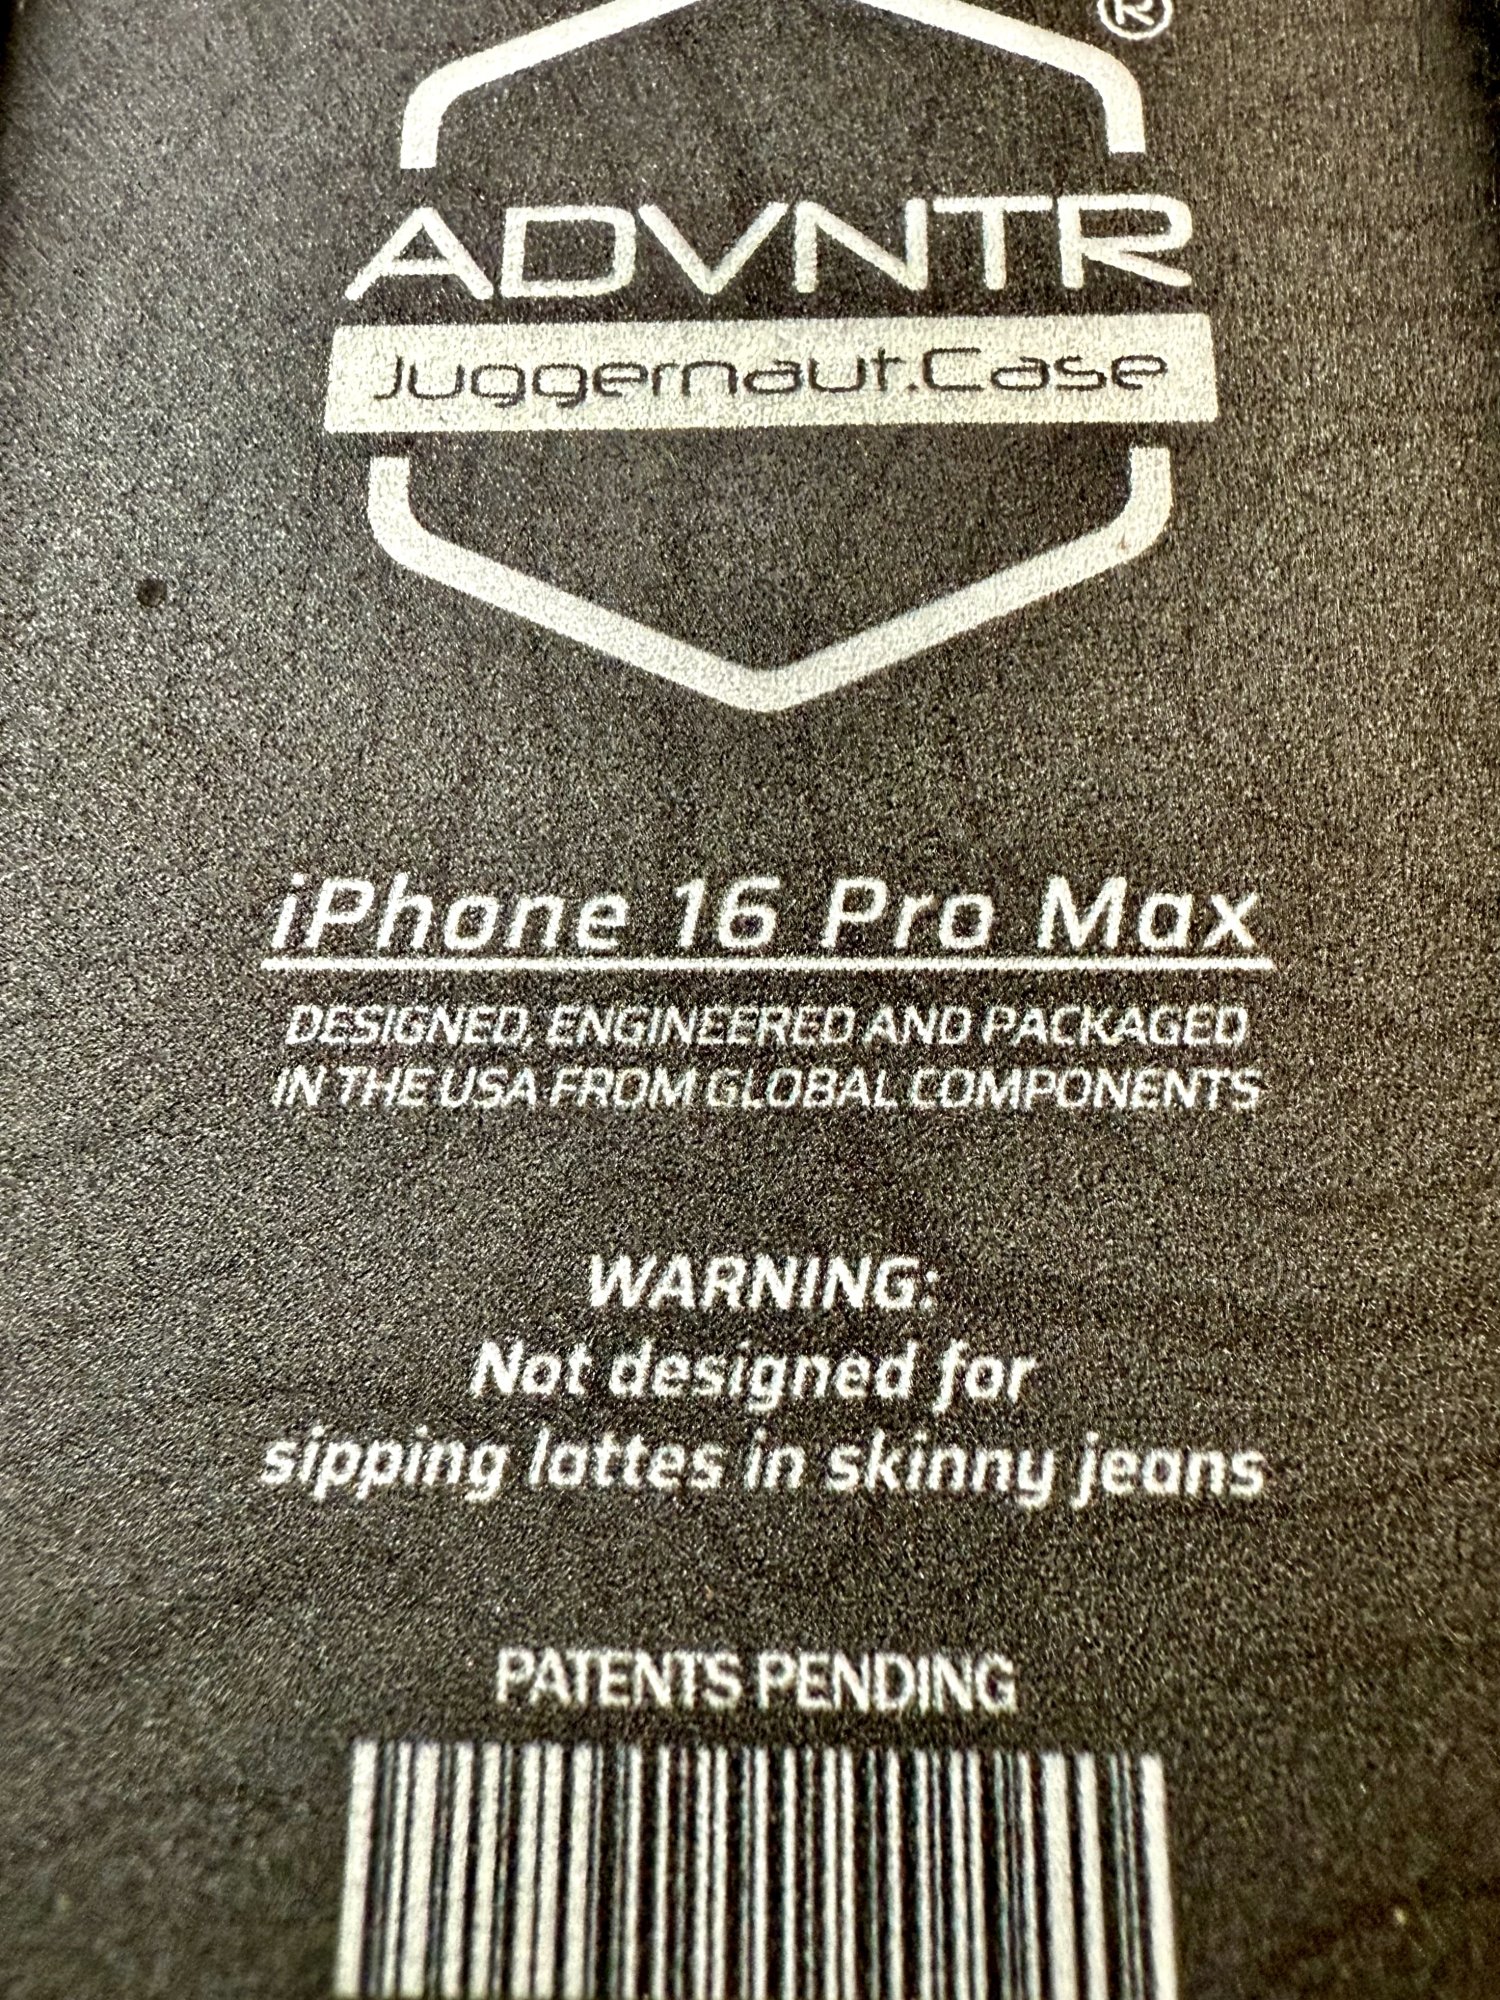 ®
ADVNTR
Juggernaut.Case
iPhone 16 Pro Max
DESIGNED, ENGINEERED AND PACKAGED
IN THE USA FROM GLOBAL COMPONENTS
WARNING:
Not designed for
sipping lattes in skinny jeans
PATENTS PENDING